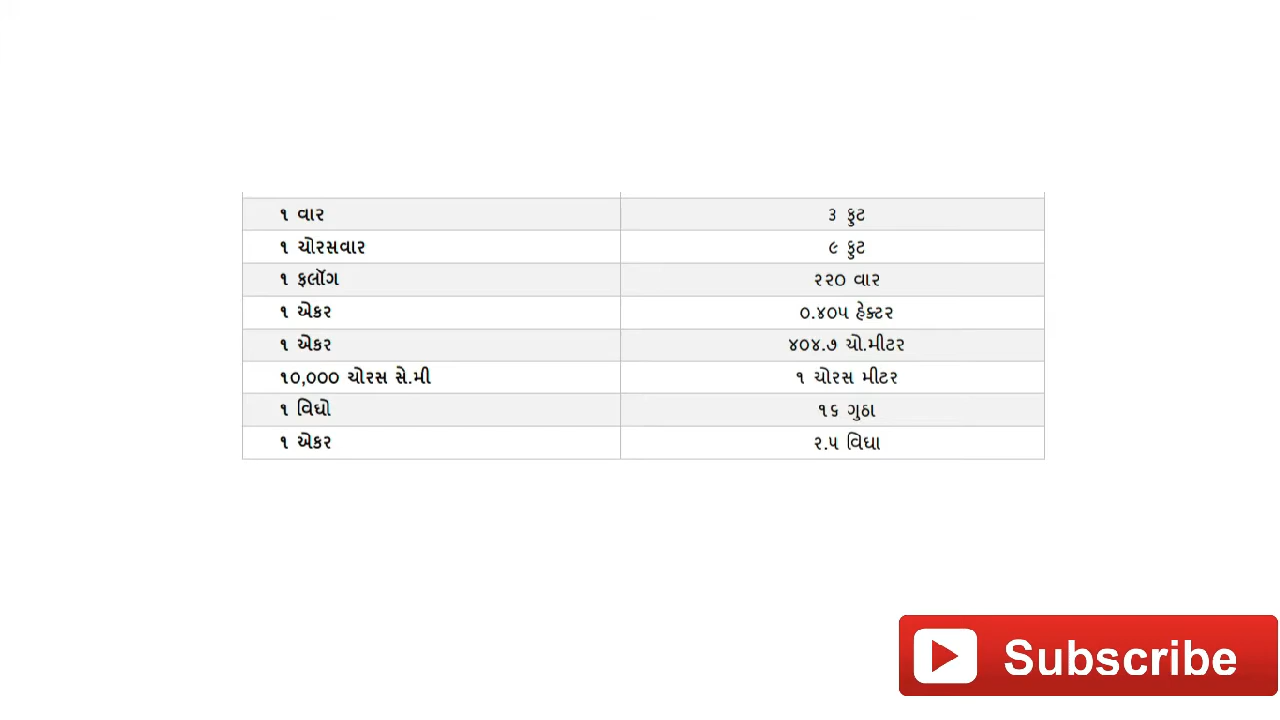 ૧ વાર ૩ ફુટ
૧ ચોરસવાર ૯ ફુટ
૧ ફર્લોંગ ૨૨૦ વાર
૧ એકર ૦.૪૦૫ હેક્ટર
૧ એકર ૪૦૪.૭ ચો.મીટર
૧૦,૦૦૦ ચોરસ સે.મી ૧ ચોરસ મીટર
૧ વિઘો ૧૬ ગુંઠા
૧ એકર ૨.૫ વિઘા
Subscribe